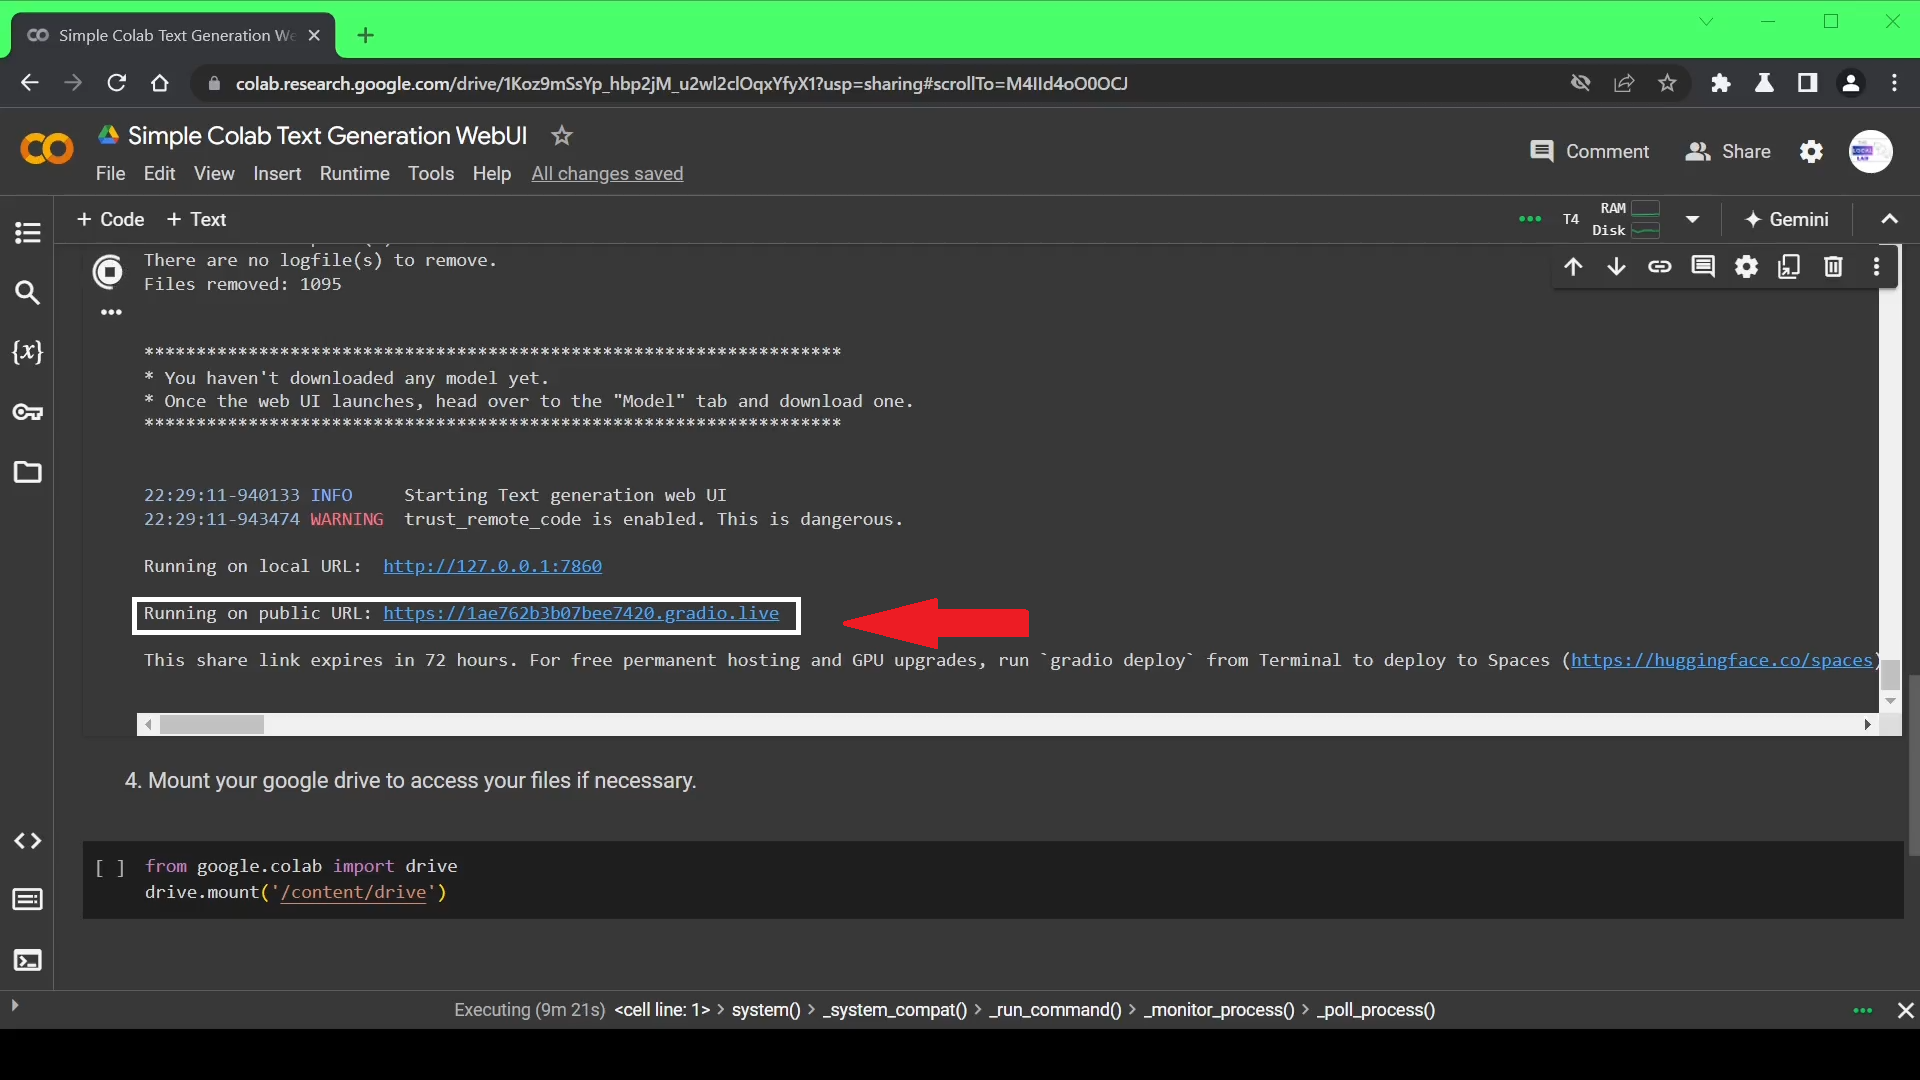 Simple Colab Text Generation We
colab.research.google.com/drive/1Koz9mSsYp_hbp2jM_u2wl2clOqxYfyX1?usp=sharing#scrollTo=M4IId4oO0OCJ
Simple Colab Text Generation WebUI
Comment
Share
File Edit View Insert Runtime Tools Help All changes saved
+ Code + Text
T4
RAM
Disk
Gemini
There are no logfile(s) to remove.
Files removed: 1095
*******************************************************************
* You haven't downloaded any model yet.
* Once the web UI launches, head over to the "Model" tab and download one.
*******************************************************************
22:29:11-940133 INFO     Starting Text generation web UI
22:29:11-943474 WARNING  trust_remote_code is enabled. This is dangerous.
Running on local URL:  http://127.0.0.1:7860
Running on public URL: https://1ae762b3b07bee7420.gradio.live
This share link expires in 72 hours. For free permanent hosting and GPU upgrades, run `gradio deploy` from Terminal to deploy to Spaces (https://huggingface.co/spaces)
4. Mount your google drive to access your files if necessary.
[ ] from google.colab import drive
drive.mount('/content/drive')
Executing (9m 21s) <cell line: 1> > system() > _system_compat() > _run_command() > _monitor_process() > _poll_process()